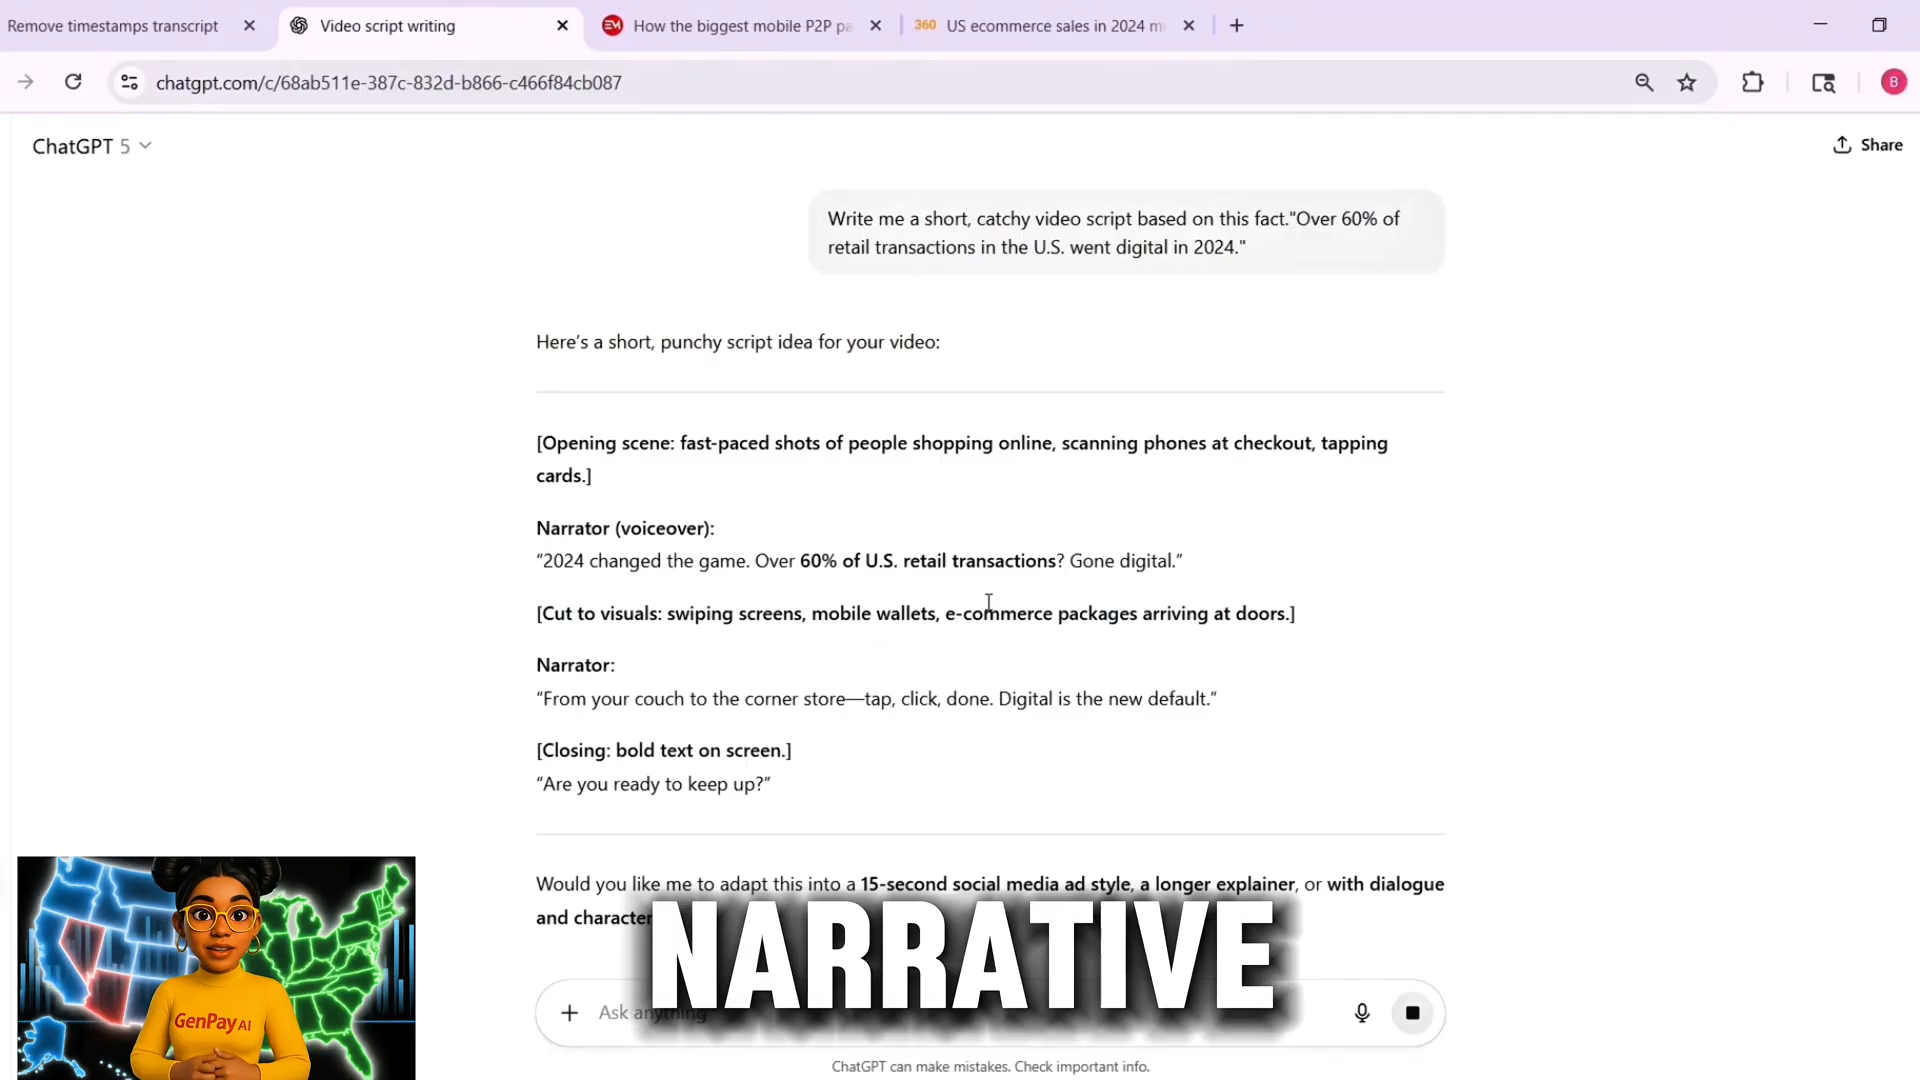 Remove timestamps transcript
Video script writing
How the biggest mobile P2P pa
360 US ecommerce sales in 2024 m
chatgpt.com/c/68ab511e-387c-832d-b866-c466f84cb087
B
ChatGPT 5
Share
Write me a short, catchy video script based on this fact."Over 60% of
retail transactions in the U.S. went digital in 2024."
Here’s a short, punchy script idea for your video:
[Opening scene: fast-paced shots of people shopping online, scanning phones at checkout, tapping
cards.]
Narrator (voiceover):
“2024 changed the game. Over 60% of U.S. retail transactions? Gone digital.”
[Cut to visuals: swiping screens, mobile wallets, e-commerce packages arriving at doors.]
Narrator:
“From your couch to the corner store—tap, click, done. Digital is the new default.”
[Closing: bold text on screen.]
“Are you ready to keep up?”
Would you like me to adapt this into a 15-second social media ad style, a longer explainer, or with dialogue
and character
NARRATIVE
Ask anything
GenPay AI
ChatGPT can make mistakes. Check important info.